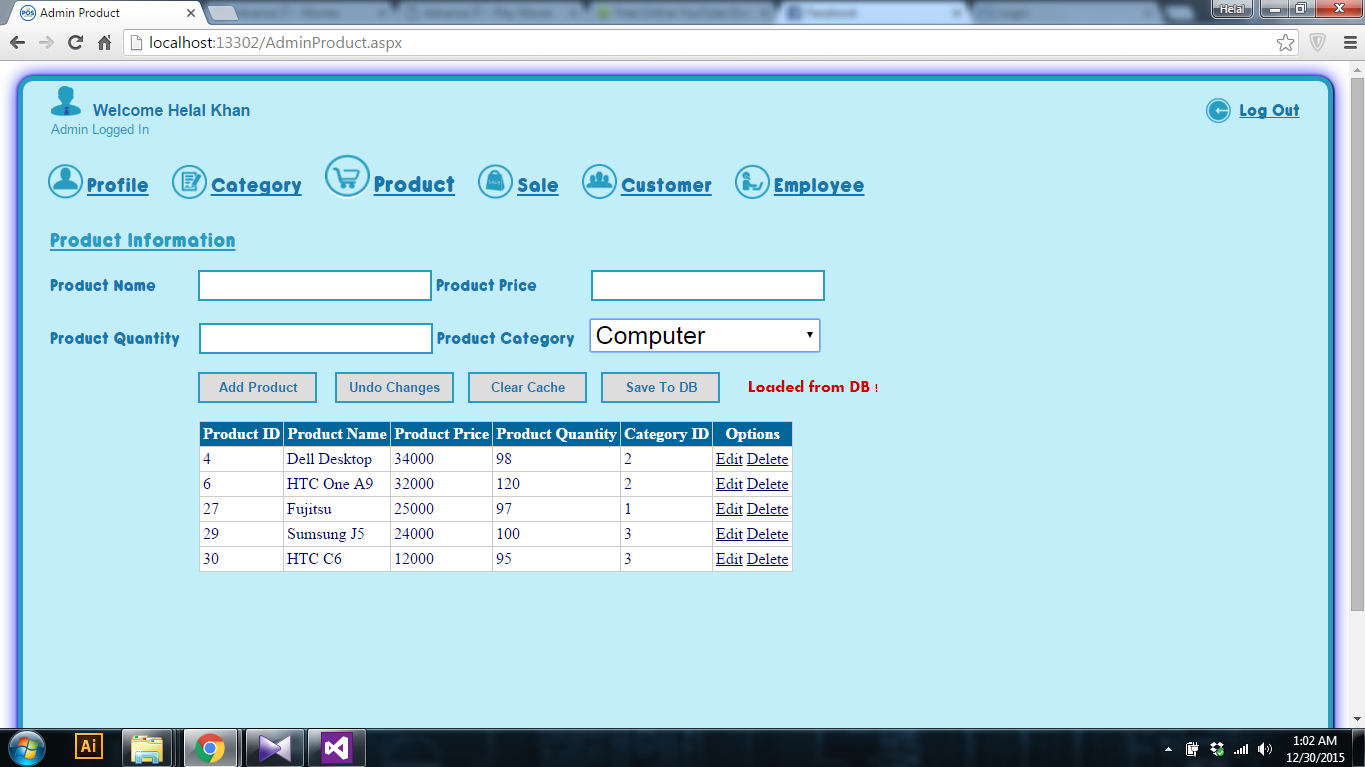 Admin Product
Helal
localhost:13302/AdminProduct.aspx
Welcome Helal Khan
Admin Logged In
Log Out
Profile Category Product Sale Customer Employee
Product Information
Product Name Product Price
Product Quantity Product Category Computer
Add Product Undo Changes Clear Cache Save To DB Loaded from DB !
Product ID Product Name Product Price Product Quantity Category ID Options
4 Dell Desktop 34000 98 2 Edit Delete
6 HTC One A9 32000 120 2 Edit Delete
27 Fujitsu 25000 97 1 Edit Delete
29 Sumsung J5 24000 100 3 Edit Delete
30 HTC C6 12000 95 3 Edit Delete
Ai
1:02 AM
12/30/2015